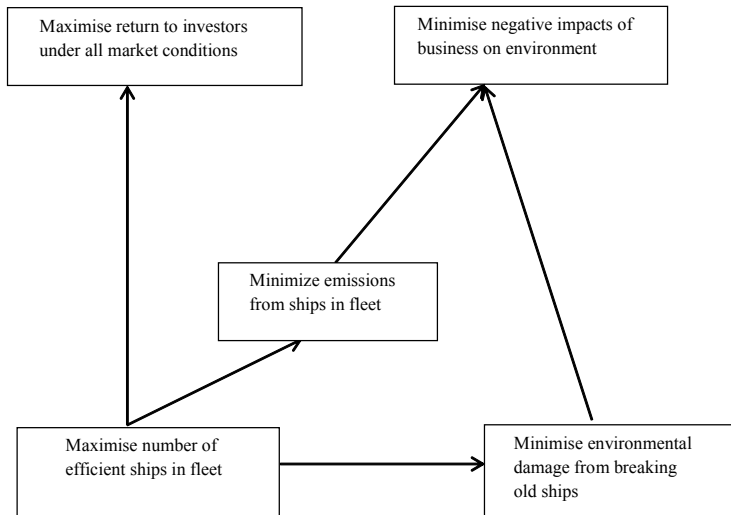 Maximise return to investors
under all market conditions
Minimise negative impacts of
business on environment
Minimize emissions
from ships in fleet
Maximise number of
efficient ships in fleet
Minimise environmental
damage from breaking
old ships